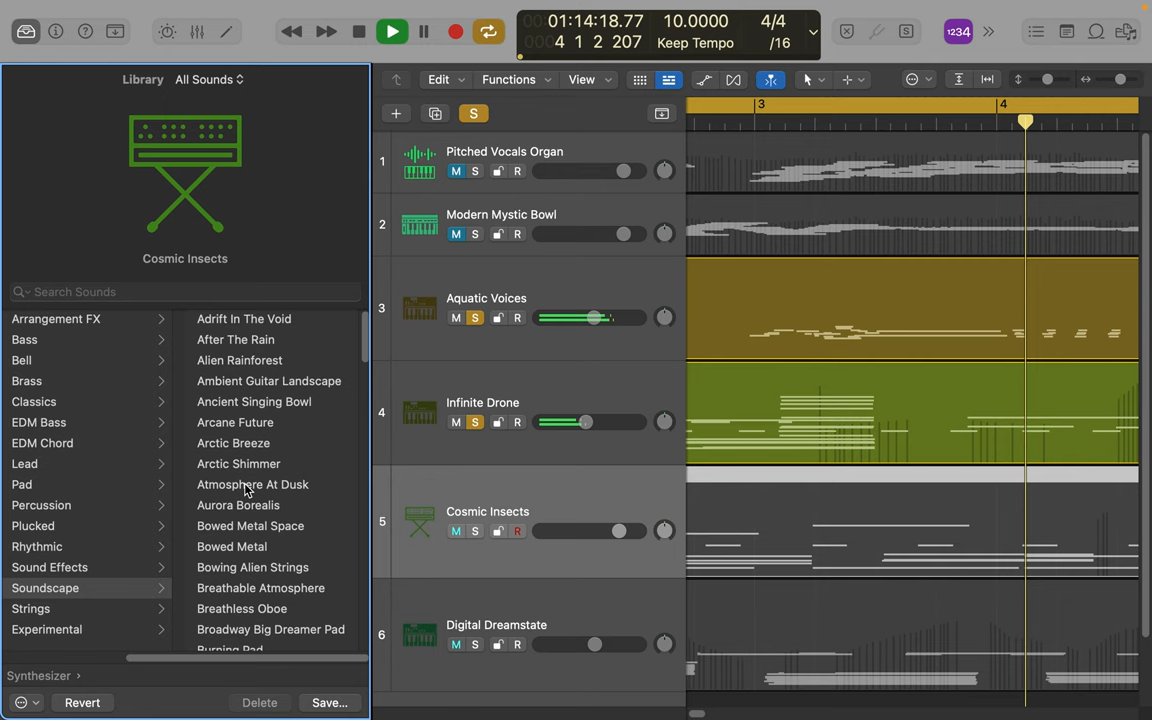 01:14:18.77 10.0000 4/4
4 1 2 207 Keep Tempo /16
1234
Library All Sounds
Edit Functions View
S
3 4
Cosmic Insects
Search Sounds
Arrangement FX
Bass
Bell
Brass
Classics
EDM Bass
EDM Chord
Lead
Pad
Percussion
Plucked
Rhythmic
Sound Effects
Soundscape
Strings
Experimental
Adrift In The Void
After The Rain
Alien Rainforest
Ambient Guitar Landscape
Ancient Singing Bowl
Arcane Future
Arctic Breeze
Arctic Shimmer
Atmosphere At Dusk
Aurora Borealis
Bowed Metal Space
Bowed Metal
Bowing Alien Strings
Breathable Atmosphere
Breathless Oboe
Broadway Big Dreamer Pad
Burning Pad
Synthesizer
Revert Delete Save...
1 Pitched Vocals Organ
M S R
2 Modern Mystic Bowl
M S R
3 Aquatic Voices
M S R
4 Infinite Drone
M S R
5 Cosmic Insects
M S R
6 Digital Dreamstate
M S R